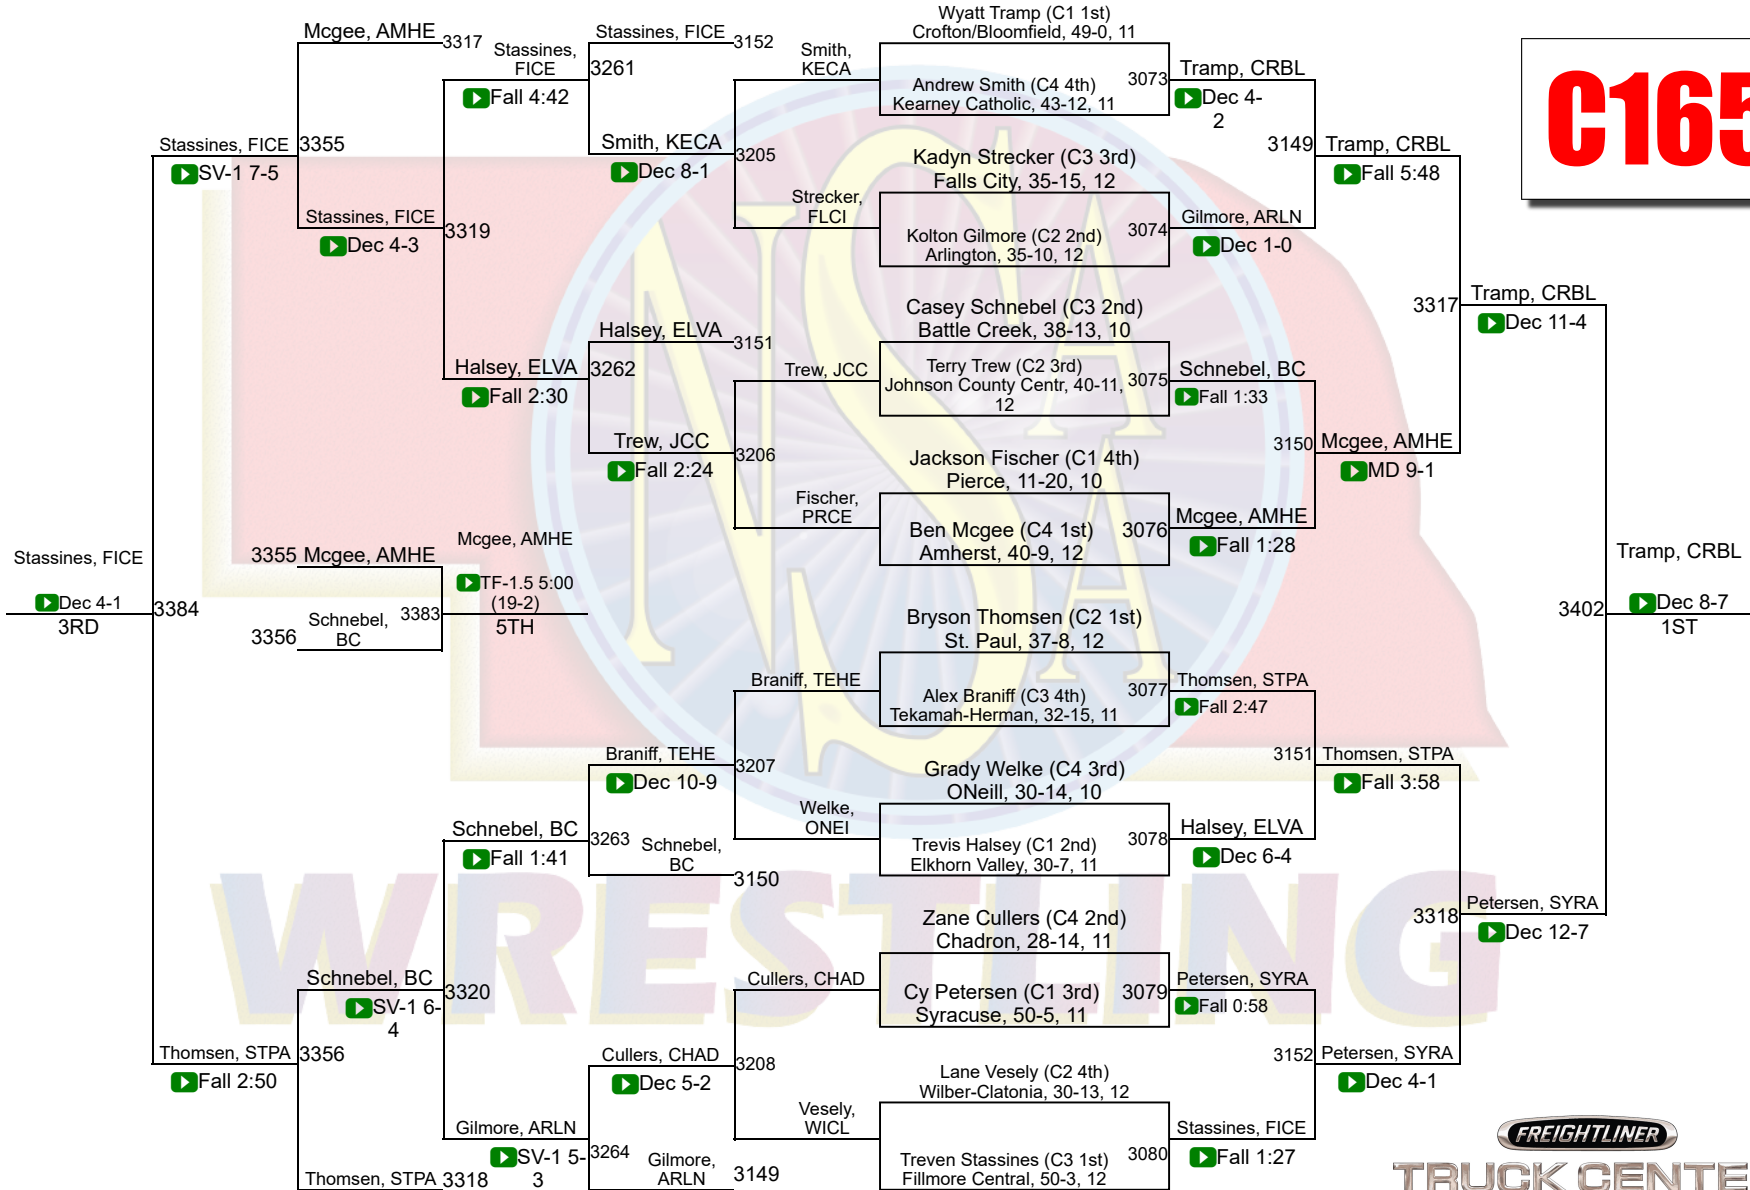 Wyatt Tramp (C1 1st)
Crofton/Bloomfield, 49-0, 11
Andrew Smith (C4 4th)
Kearney Catholic, 43-12, 11
3073
Kadyn Strecker (C3 3rd)
Falls City, 35-15, 12
Kolton Gilmore (C2 2nd)
Arlington, 35-10, 12
3074
Casey Schnebel (C3 2nd)
Battle Creek, 38-13, 10
Terry Trew (C2 3rd)
Johnson County Centr, 40-11,
12
3075
Jackson Fischer (C1 4th)
Pierce, 11-20, 10
Ben Mcgee (C4 1st)
Amherst, 40-9, 12
3076
Bryson Thomsen (C2 1st)
St. Paul, 37-8, 12
Alex Braniff (C3 4th)
Tekamah-Herman, 32-15, 11
3077
Grady Welke (C4 3rd)
ONeill, 30-14, 10
Trevis Halsey (C1 2nd)
Elkhorn Valley, 30-7, 11
3078
Zane Cullers (C4 2nd)
Chadron, 28-14, 11
Cy Petersen (C1 3rd)
Syracuse, 50-5, 11
3079
Lane Vesely (C2 4th)
Wilber-Clatonia, 30-13, 12
Treven Stassines (C3 1st)
Fillmore Central, 50-3, 12
3080
Tramp, CRBL
Dec 4-
2
3149
Gilmore, ARLN
Dec 1-0
Schnebel, BC
Fall 1:33
3150
Mcgee, AMHE
Fall 1:28
Thomsen, STPA
Fall 2:47
3151
Halsey, ELVA
Dec 6-4
Petersen, SYRA
Fall 0:58
3152
Stassines, FICE
Fall 1:27
Tramp, CRBL
Fall 5:48
3317
Mcgee, AMHE
MD 9-1
Thomsen, STPA
Fall 3:58
3318
Petersen, SYRA
Dec 4-1
Tramp, CRBL
Dec 11-4
3402
Petersen, SYRA
Dec 12-7
Tramp, CRBL
Dec 8-7
1ST
C165
Smith,
KECA
3205
Strecker,
FLCI
Trew, JCC
3206
Fischer,
PRCE
Braniff, TEHE
3207
Welke,
ONEI
Cullers, CHAD
3208
Vesely,
WICL
Stassines, FICE
3152
3261
Smith, KECA
Dec 8-1
Halsey, ELVA
3151
3262
Trew, JCC
Fall 2:24
Braniff, TEHE
Dec 10-9
3263
Schnebel,
BC
3150
Cullers, CHAD
Dec 5-2
3264
Gilmore,
ARLN
3149
Stassines,
FICE
Fall 4:42
3319
Halsey, ELVA
Fall 2:30
Schnebel, BC
Fall 1:41
3320
Gilmore, ARLN
SV-1 5-
3
Mcgee, AMHE
3317
3355
Stassines, FICE
Dec 4-3
Schnebel, BC
SV-1 6-
4
3356
Thomsen, STPA
3318
Stassines, FICE
SV-1 7-5
3384
Thomsen, STPA
Fall 2:50
Stassines, FICE
Dec 4-1
3RD
3355
Mcgee, AMHE
3356
Schnebel,
BC
3383
Mcgee, AMHE
TF-1.5 5:00
(19-2)
5TH
NSAA
WRESTLING
FREIGHTLINER
TRUCK CENTE